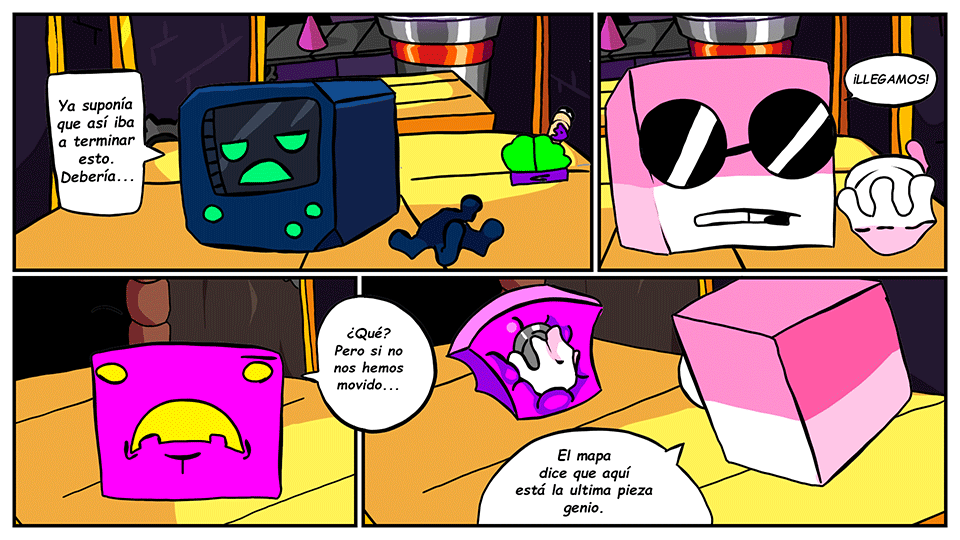 Ya suponía
que así iba
a terminar
esto.
Debería...
¡LLEGAMOS!
¿Qué?
Pero si no
nos hemos
movido...
El mapa
dice que aquí
está la ultima pieza
genio.